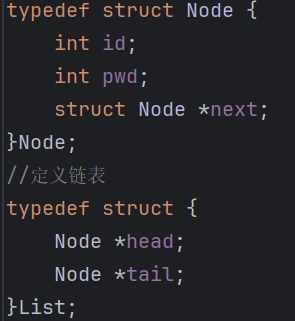 typedef struct Node {
    int id;
    int pwd;
    struct Node *next;
}Node;
//定义链表
typedef struct {
    Node *head;
    Node *tail;
}List;